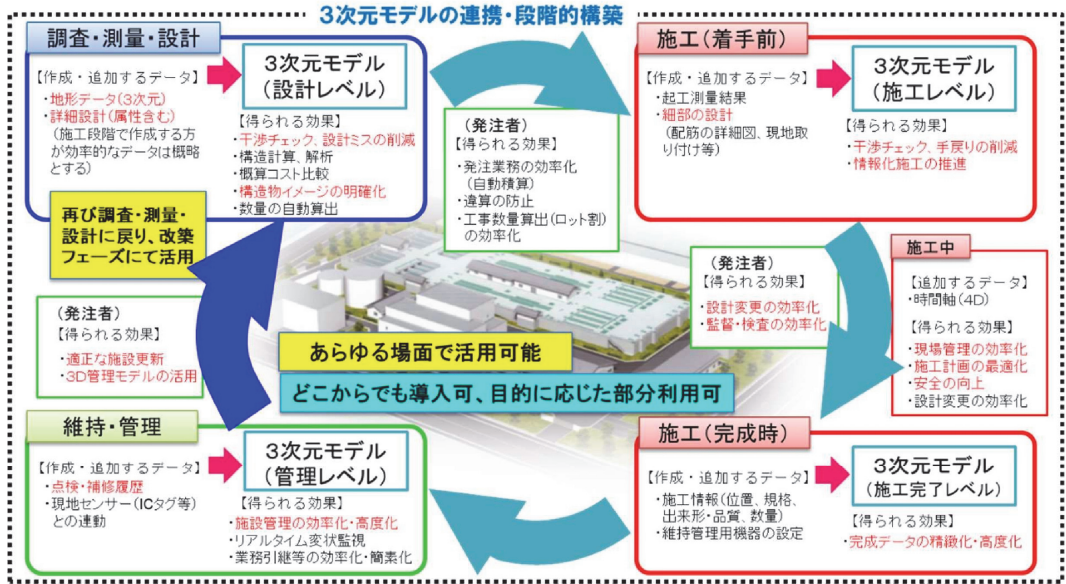 3次元モデルの連携・段階的構築
調査・測量・設計
【作成・追加するデータ】
・地形データ(3次元)
・詳細設計(属性含む)
(施工段階で作成する方
が効率的なデータは概略
とする)
3次元モデル
(設計レベル)
【得られる効果】
・干渉チェック、設計ミスの削減
・構造計算、解析
・概算コスト比較
・構造物イメージの明確化
・数量の自動算出
(発注者)
【得られる効果】
・発注業務の効率化
(自動積算)
・違算の防止
・工事数量算出(ロット割)
の効率化
施工(着手前)
【作成・追加するデータ】
・起工測量結果
・細部の設計
(配筋の詳細図、現地取
り付け等)
3次元モデル
(施工レベル)
【得られる効果】
・干渉チェック、手戻りの削減
・情報化施工の推進
(発注者)
【得られる効果】
・設計変更の効率化
・監督・検査の効率化
施工中
【追加するデータ】
・時間軸(4D)
【得られる効果】
・現場管理の効率化
・施工計画の最適化
・安全の向上
・設計変更の効率化
再び調査・測量・
設計に戻り、改築
フェーズにて活用
(発注者)
【得られる効果】
・適正な施設更新
・3D管理モデルの活用
あらゆる場面で活用可能
どこからでも導入可、目的に応じた部分利用可
維持・管理
【作成・追加するデータ】
・点検・補修履歴
・現地センサー(ICタグ等)
との連動
3次元モデル
(管理レベル)
【得られる効果】
・施設管理の効率化・高度化
・リアルタイム変状監視
・業務引継等の効率化・簡素化
施工(完成時)
【作成・追加するデータ】
・施工情報(位置、規格、
出来形・品質、数量)
・維持管理用機器の設定
3次元モデル
(施工完了レベル)
【得られる効果】
・完成データの精緻化・高度化